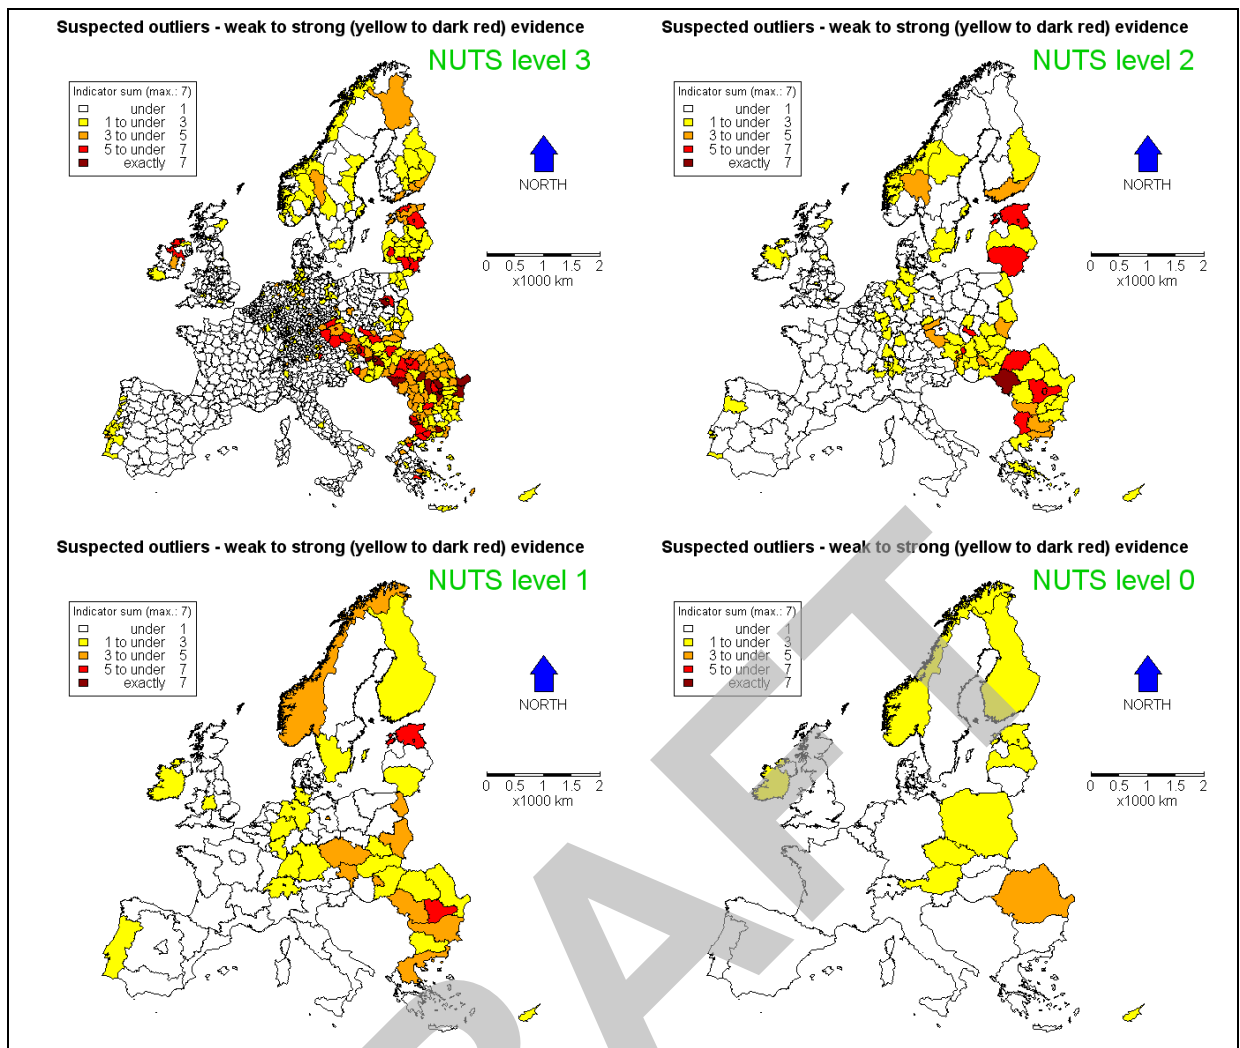 Suspected outliers - weak to strong (yellow to dark red) evidence
NUTS level 3
Indicator sum (max.: 7)
under 1
1 to under 3
3 to under 5
5 to under 7
exactly 7
NORTH
0 0.5 1 1.5 2
x1000 km
Suspected outliers - weak to strong (yellow to dark red) evidence
NUTS level 2
Indicator sum (max.: 7)
under 1
1 to under 3
3 to under 5
5 to under 7
exactly 7
NORTH
0 0.5 1 1.5 2
x1000 km
Suspected outliers - weak to strong (yellow to dark red) evidence
NUTS level 1
Indicator sum (max.: 7)
under 1
1 to under 3
3 to under 5
5 to under 7
exactly 7
NORTH
0 0.5 1 1.5 2
x1000 km
Suspected outliers - weak to strong (yellow to dark red) evidence
NUTS level 0
Indicator sum (max.: 7)
under 1
1 to under 3
3 to under 5
5 to under 7
exactly 7
NORTH
0 0.5 1 1.5 2
x1000 km
RAFT